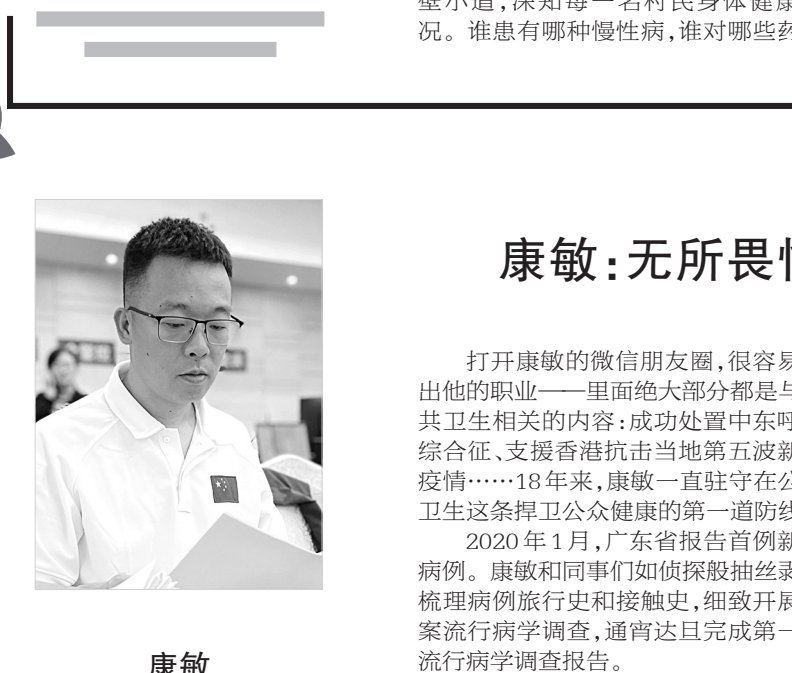 壁小道,深知每一名村民身体健康
况。谁患有哪种慢性病,谁对哪些药
康敏:无所畏
打开康敏的微信朋友圈,很容易
出他的职业——里面绝大部分都是与
共卫生相关的内容:成功处置中东呼
综合征、支援香港抗击当地第五波新
疫情……18年来,康敏一直驻守在公
卫生这条捍卫公众健康的第一道防线
2020年1月,广东省报告首例新
病例。康敏和同事们如侦探般抽丝剥
梳理病例旅行史和接触史,细致开展
案流行病学调查,通宵达旦完成第一
流行病学调查报告。
康敏